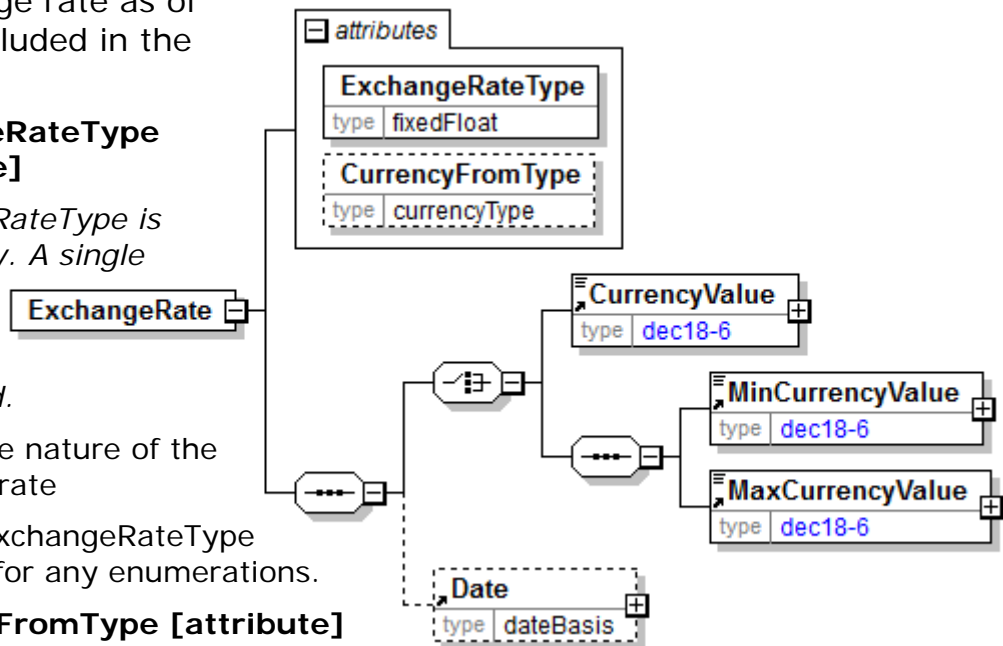 ge rate as of
luded in the
eRateType
e]
RateType is
y. A single
d.
e nature of the
rate
xchangeRateType
for any enumerations.
FromType [attribute]
attributes
ExchangeRateType
type fixedFloat
CurrencyFromType
type currencyType
ExchangeRate
CurrencyValue
type dec18-6
MinCurrencyValue
type dec18-6
MaxCurrencyValue
type dec18-6
Date
type dateBasis